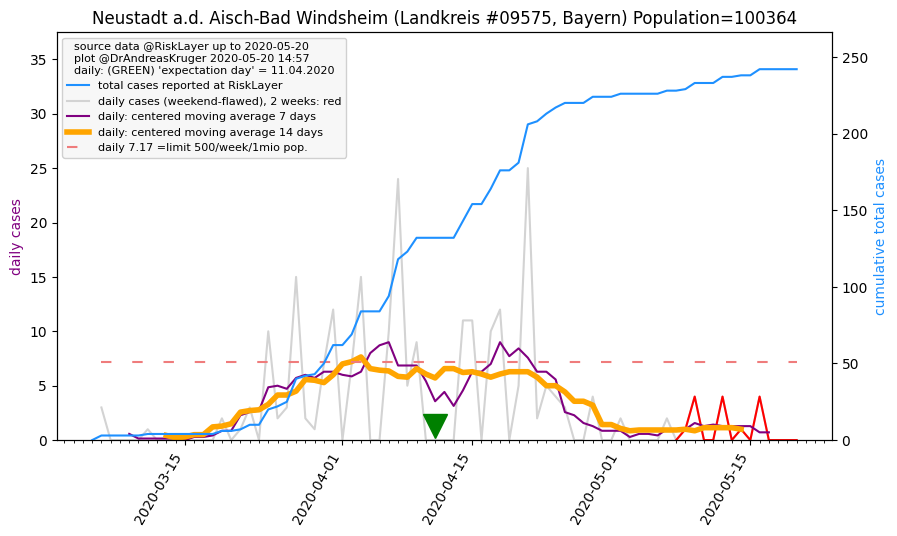 Neustadt a.d. Aisch-Bad Windsheim (Landkreis #09575, Bayern) Population=100364
source data @RiskLayer up to 2020-05-20
plot @DrAndreasKruger 2020-05-20 14:57
daily: (GREEN) 'expectation day' = 11.04.2020
total cases reported at RiskLayer
daily cases (weekend-flawed), 2 weeks: red
daily: centered moving average 7 days
daily: centered moving average 14 days
daily 7.17 =limit 500/week/1mio pop.
daily cases
35
30
25
20
15
10
5
0
cumulative total cases
250
200
150
100
50
0
2020-03-15
2020-04-01
2020-04-15
2020-05-01
2020-05-15